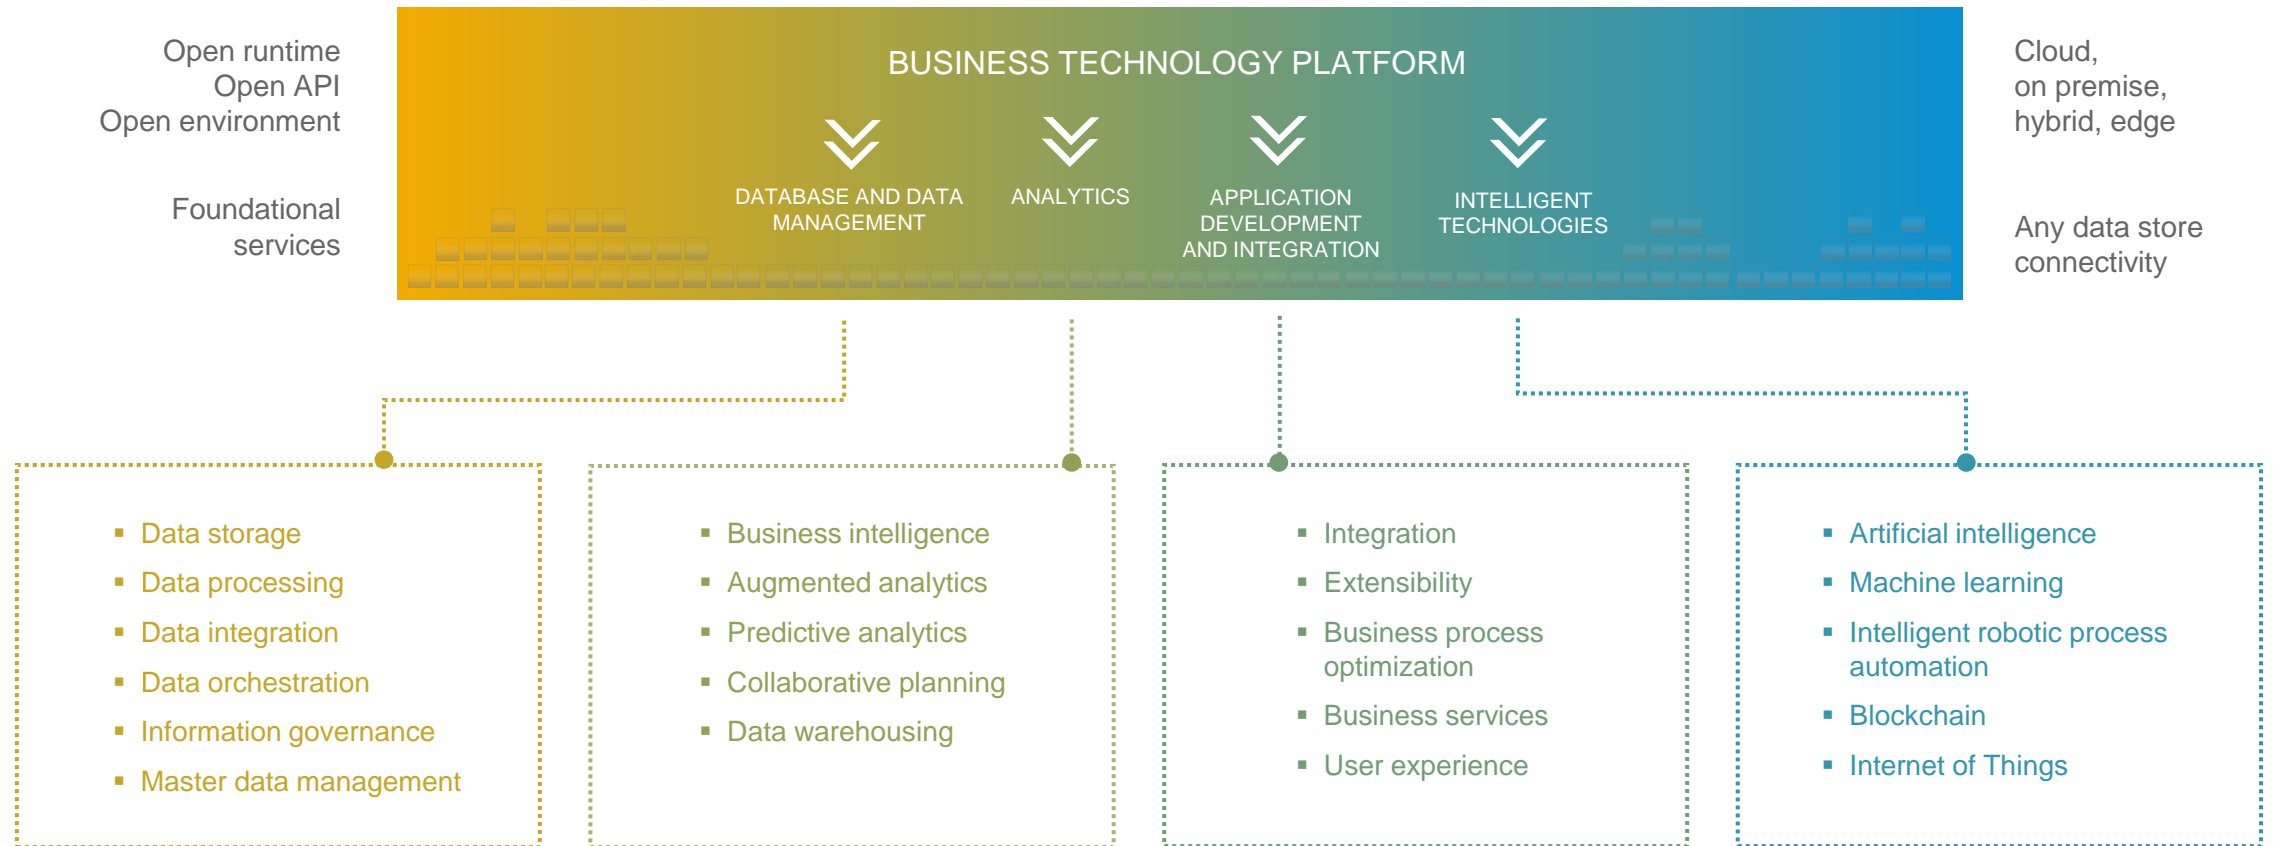 Open runtime
Open API
Open environment
Foundational
services
BUSINESS TECHNOLOGY PLATFORM
DATABASE AND DATA
MANAGEMENT
ANALYTICS
APPLICATION
DEVELOPMENT
AND INTEGRATION
INTELLIGENT
TECHNOLOGIES
Cloud,
on premise,
hybrid, edge
Any data store
connectivity
▪ Data storage
▪ Data processing
▪ Data integration
▪ Data orchestration
▪ Information governance
▪ Master data management
▪ Business intelligence
▪ Augmented analytics
▪ Predictive analytics
▪ Collaborative planning
▪ Data warehousing
▪ Integration
▪ Extensibility
▪ Business process
optimization
▪ Business services
▪ User experience
▪ Artificial intelligence
▪ Machine learning
▪ Intelligent robotic process
automation
▪ Blockchain
▪ Internet of Things